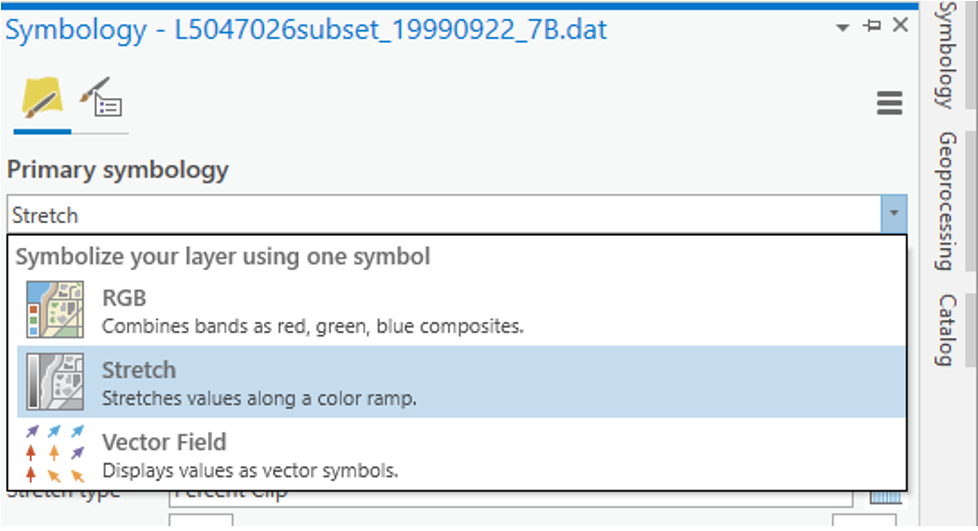 Symbology - L5047026subset_19990922_7B.dat
Primary symbology
Stretch
Symbolize your layer using one symbol
RGB
Combines bands as red, green, blue composites.
Stretch
Stretches values along a color ramp.
Vector Field
Displays values as vector symbols.
Stretch type
Percent Clip
Symbology
Geoprocessing
Catalog